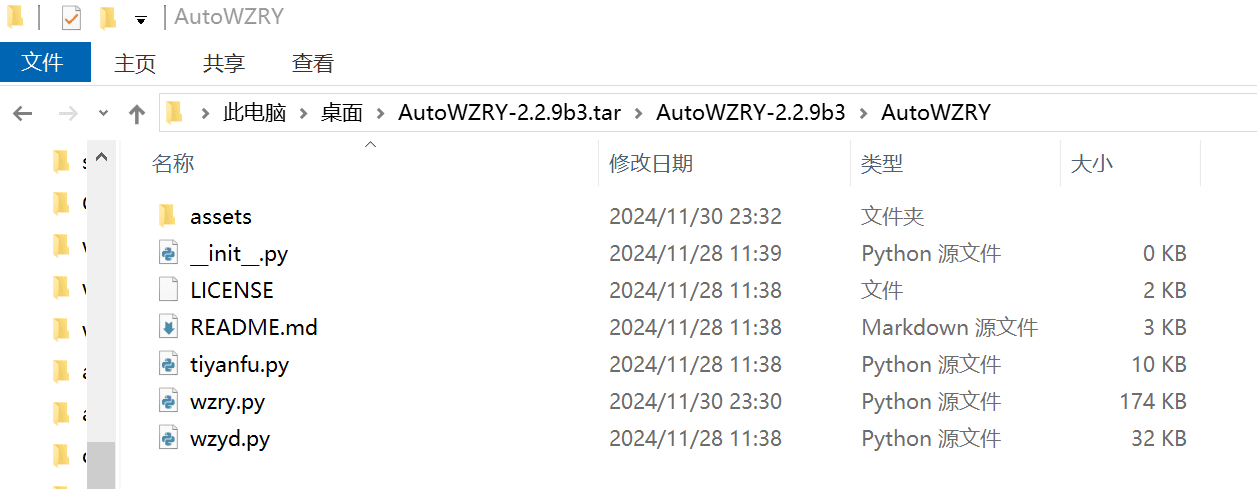 AutoWZRY
文件 主页 共享 查看
此电脑 桌面 AutoWZRY-2.2.9b3.tar AutoWZRY-2.2.9b3 AutoWZRY
名称 修改日期 类型 大小
assets 2024/11/30 23:32 文件夹
__init__.py 2024/11/28 11:39 Python 源文件 0 KB
LICENSE 2024/11/28 11:38 文件 2 KB
README.md 2024/11/28 11:38 Markdown 源文件 3 KB
tiyanfu.py 2024/11/28 11:38 Python 源文件 10 KB
wzry.py 2024/11/30 23:30 Python 源文件 174 KB
wzyd.py 2024/11/28 11:38 Python 源文件 32 KB